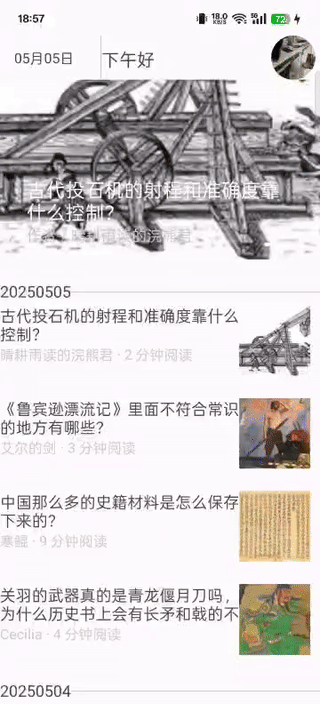 18:57
18.0 KB/s
5G
72
05月05日
下午好
古代投石机的射程和准确度靠
什么控制?
20250505
古代投石机的射程和准确度靠什么
控制?
晴耕雨读的浣熊君 · 2 分钟阅读
《鲁宾逊漂流记》里面不符合常识
的地方有哪些?
艾尔的剑 · 3 分钟阅读
中国那么多的史籍材料是怎么保存
下来的?
寒鲲 · 9 分钟阅读
关羽的武器真的是青龙偃月刀吗,
为什么历史书上会有长矛和戟的不
Cecilia · 4 分钟阅读
20250504